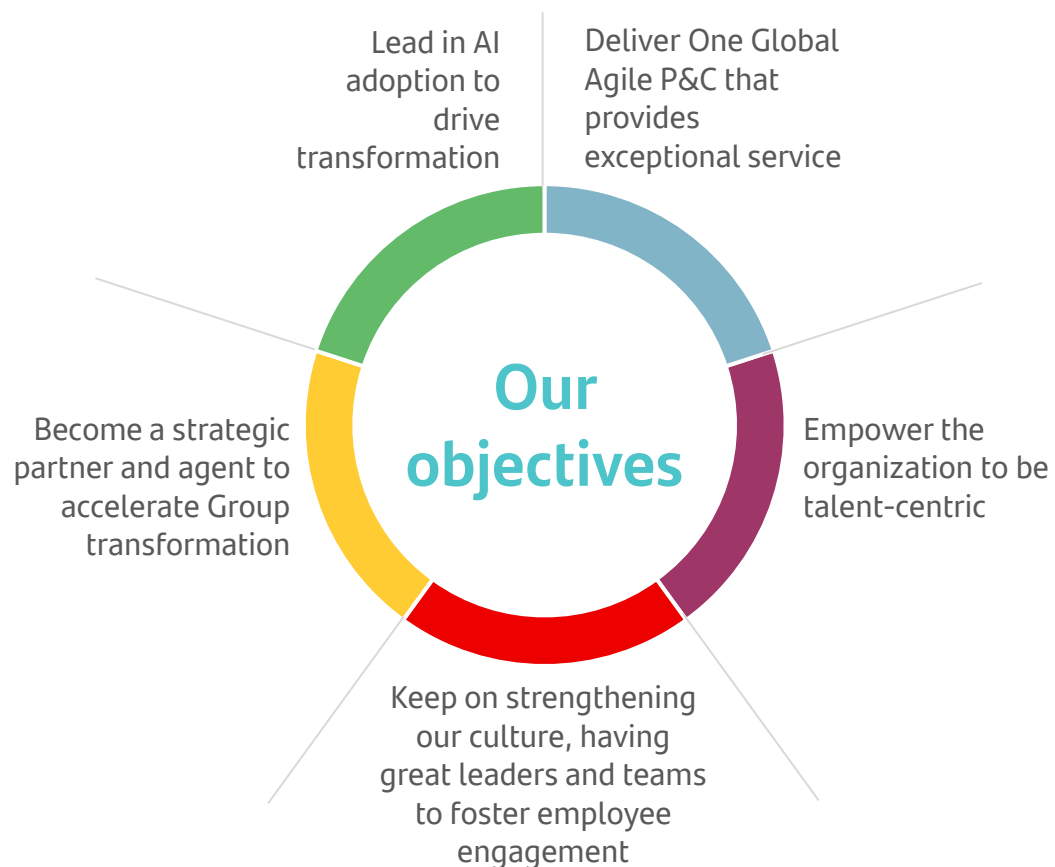 Lead in AI
adoption to
drive
transformation
Deliver One Global
Agile P&C that
provides
exceptional service
Our
objectives
Become a strategic
partner and agent to
accelerate Group
transformation
Empower the
organization to be
talent-centric
Keep on strengthening
our culture, having
great leaders and teams
to foster employee
engagement